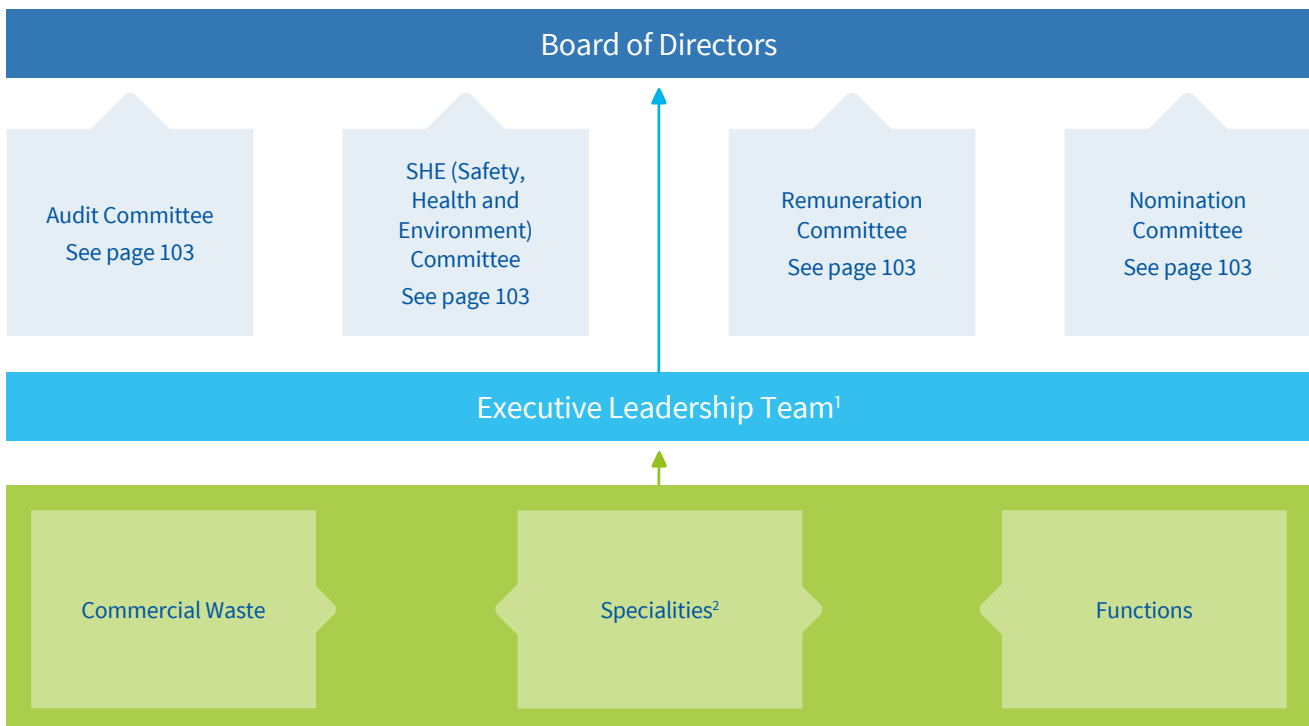 Board of Directors
Audit Committee
See page 103
SHE (Safety,
Health and
Environment)
Committee
See page 103
Remuneration
Committee
See page 103
Nomination
Committee
See page 103
Executive Leadership Team¹
Commercial Waste
Specialities²
Functions